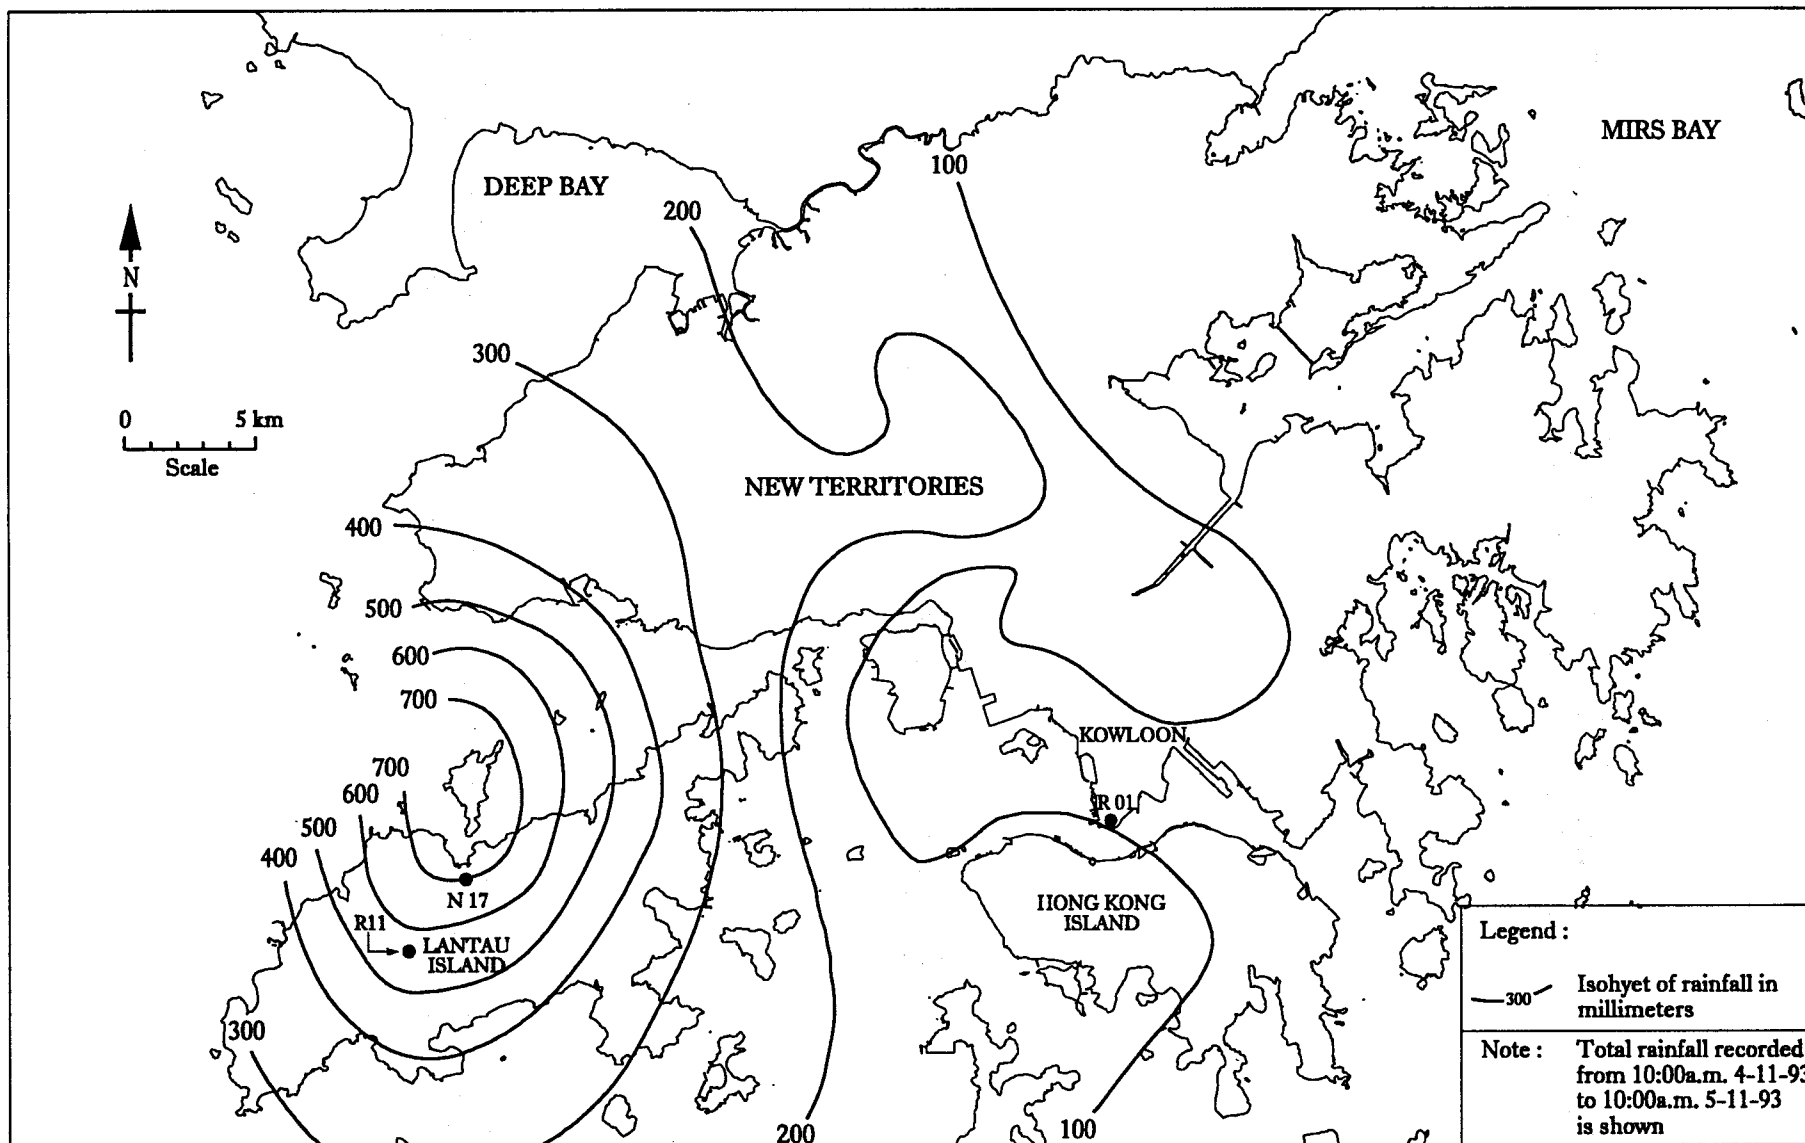 MIRS BAY
100
DEEP BAY
200
N
300
0 5 km
Scale
NEW TERRITORIES
400
500
600
700
KOWLOON
700
R 01
600
500
400
N 17
HONG KONG
ISLAND
R11
LANTAU
ISLAND
300
200
100
Legend :
300
Isohyet of rainfall in
millimeters
Note : Total rainfall recorded
from 10:00a.m. 4-11-93
to 10:00a.m. 5-11-93
is shown